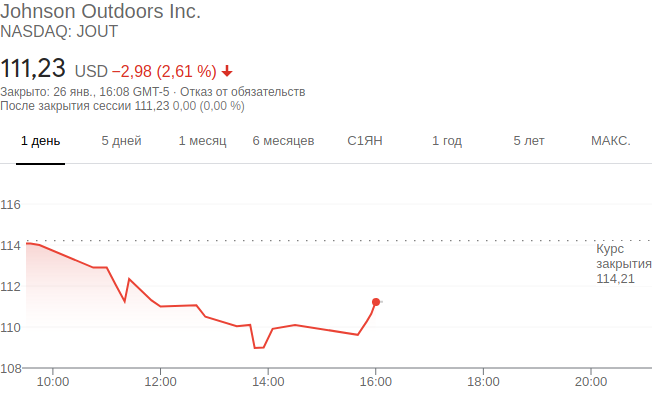 Johnson Outdoors Inc.
NASDAQ: JOUT
111,23 USD −2,98 (2,61 %)
Закрыто: 26 янв., 16:08 GMT-5 · Отказ от обязательств
После закрытия сессии 111,23 0,00 (0,00 %)
1 день 5 дней 1 месяц 6 месяцев С1ЯН 1 год 5 лет МАКС.
116
114
Курс
закрытия
114,21
112
110
108
10:00 12:00 14:00 16:00 18:00 20:00